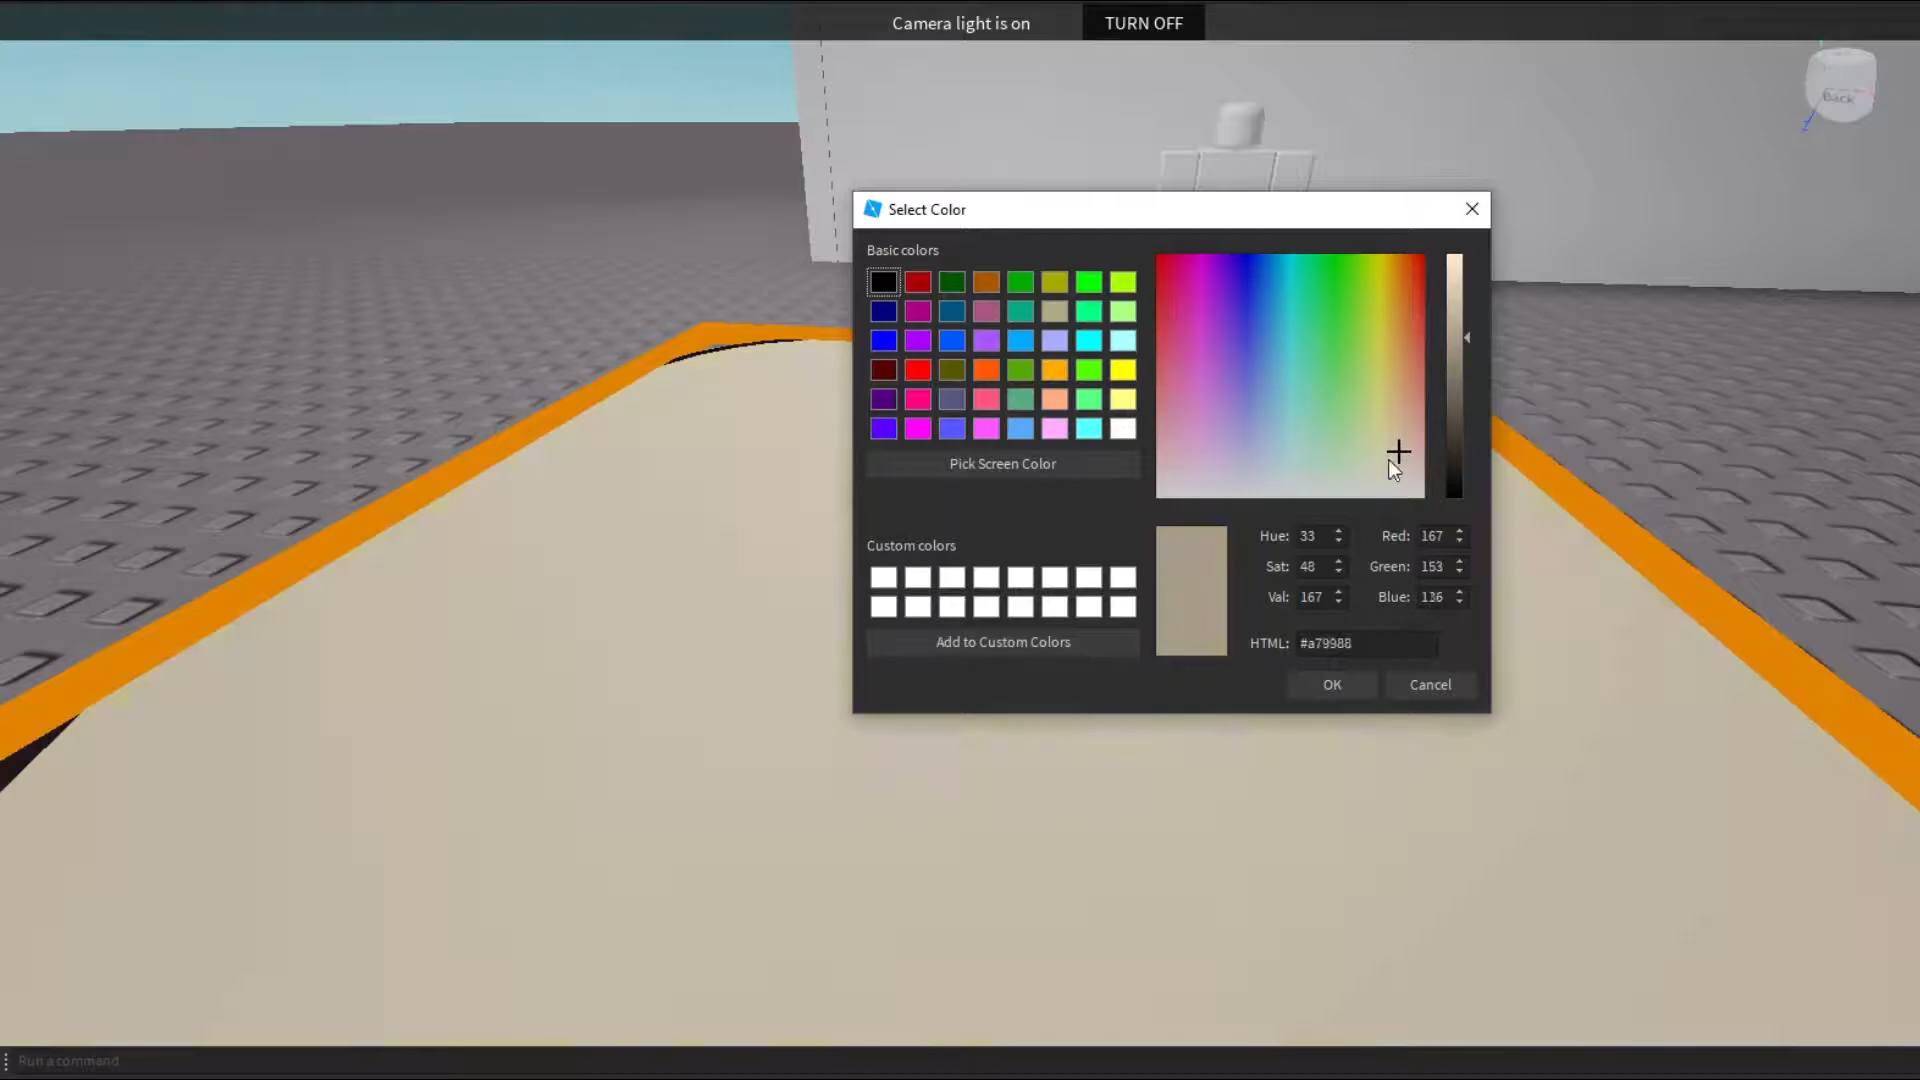 Camera light is on TURN OFF
Back
Select Color
Basic colors
Pick Screen Color
Custom colors
Add to Custom Colors
Hue: 33 Red: 167
Sat: 48 Green: 153
Val: 167 Blue: 136
HTML: #a79988
OK Cancel
Run a command